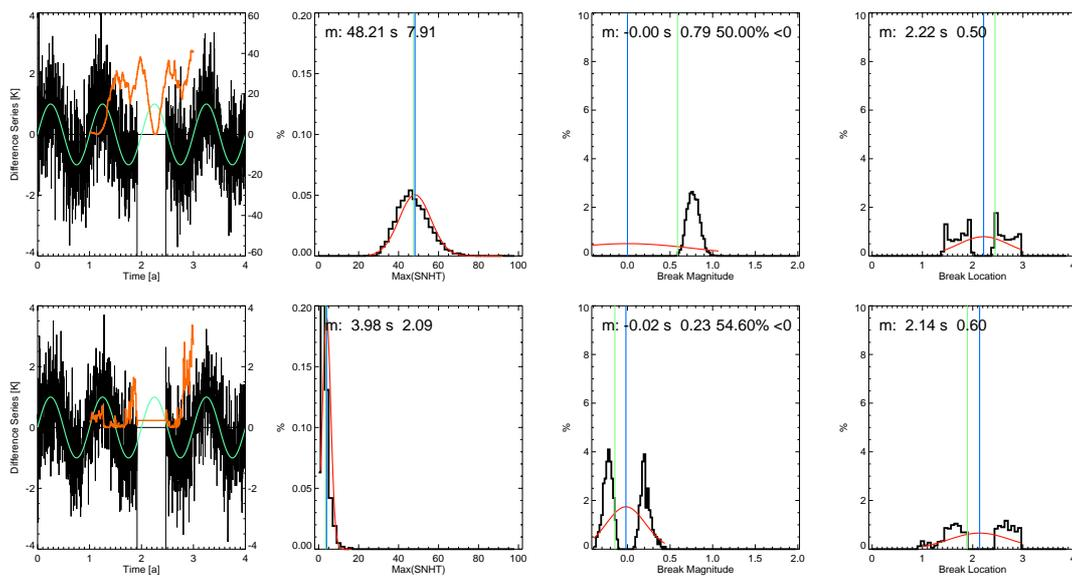 4
2
0
-2
-4
60
40
20
0
-20
-40
-60
0 1 2 3 4
Time [a]
Difference Series [K]
0.20
0.15
0.10
0.05
0.00
%
m: 48.21 s 7.91
0 20 40 60 80 100
Max(SNHT)
10
8
6
4
2
0
%
m: -0.00 s 0.79 50.00% <0
0.0 0.5 1.0 1.5 2.0
Break Magnitude
10
8
6
4
2
0
%
m: 2.22 s 0.50
0 1 2 3 4
Break Location
4
2
0
-2
-4
4
2
0
-2
-4
0 1 2 3 4
Time [a]
Difference Series [K]
0.20
0.15
0.10
0.05
0.00
%
m: 3.98 s 2.09
0 20 40 60 80 100
Max(SNHT)
10
8
6
4
2
0
%
m: -0.02 s 0.23 54.60% <0
0.0 0.5 1.0 1.5 2.0
Break Magnitude
10
8
6
4
2
0
%
m: 2.14 s 0.60
0 1 2 3 4
Break Location